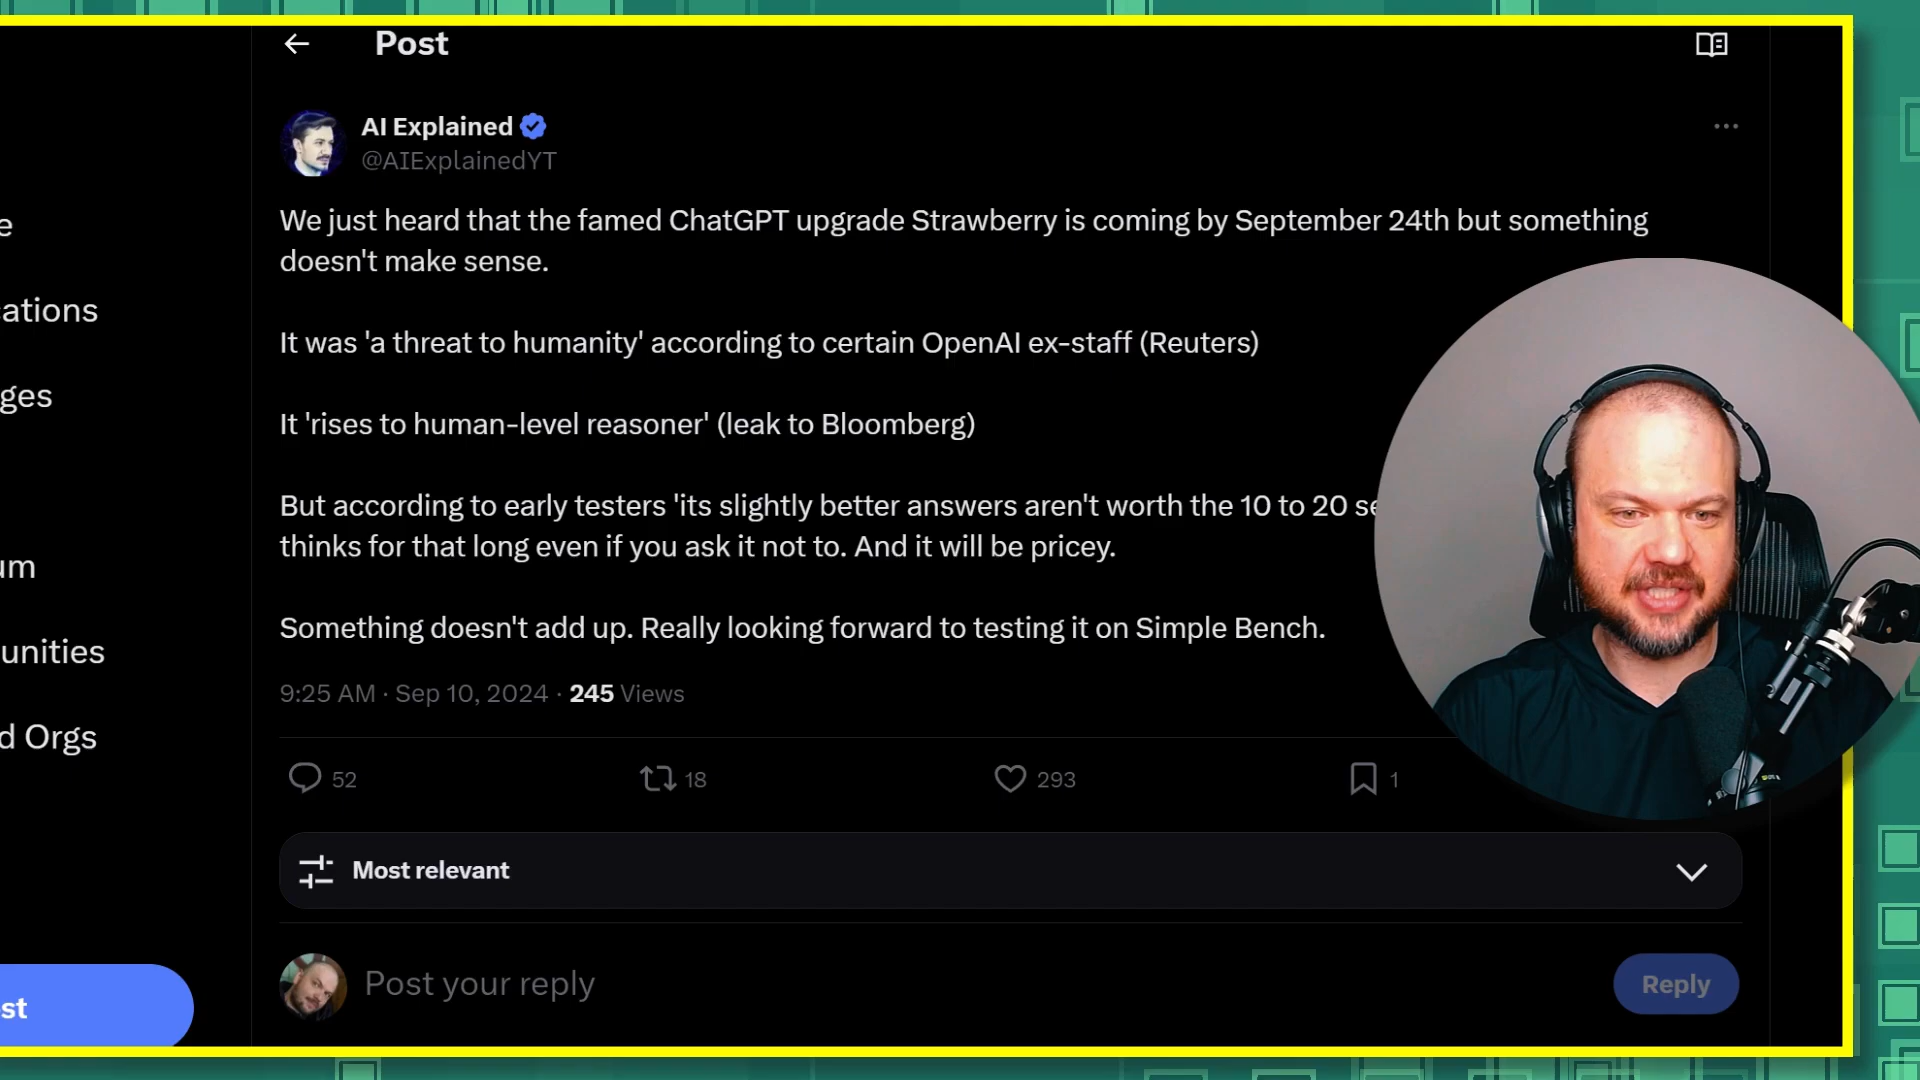 Post
AI Explained
@AIExplainedYT
We just heard that the famed ChatGPT upgrade Strawberry is coming by September 24th but something
doesn't make sense.
e
ations
It was 'a threat to humanity' according to certain OpenAI ex-staff (Reuters)
ges
It 'rises to human-level reasoner' (leak to Bloomberg)
But according to early testers 'its slightly better answers aren't worth the 10 to 20 se
thinks for that long even if you ask it not to. And it will be pricey.
um
Something doesn't add up. Really looking forward to testing it on Simple Bench.
unities
9:25 AM · Sep 10, 2024 · 245 Views
d Orgs
52 18 293 1
Most relevant
Post your reply
Reply
st